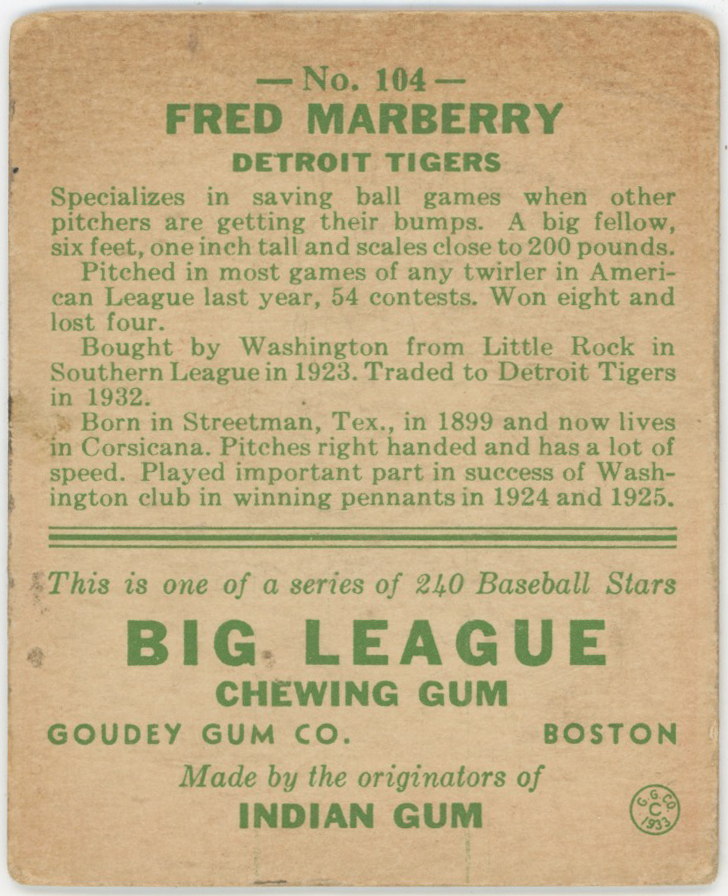 — No. 104 —
FRED MARBERRY
DETROIT TIGERS
Specializes in saving ball games when other
pitchers are getting their bumps. A big fellow,
six feet, one inch tall and scales close to 200 pounds.
Pitched in most games of any twirler in Ameri-
can League last year, 54 contests. Won eight and
lost four.
Bought by Washington from Little Rock in
Southern League in 1923. Traded to Detroit Tigers
in 1932.
Born in Streetman, Tex., in 1899 and now lives
in Corsicana. Pitches right handed and has a lot of
speed. Played important part in success of Wash-
ington club in winning pennants in 1924 and 1925.
This is one of a series of 240 Baseball Stars
BIG LEAGUE
CHEWING GUM
GOUDEY GUM CO. BOSTON
Made by the originators of
INDIAN GUM
G. G. CO.
C
1933